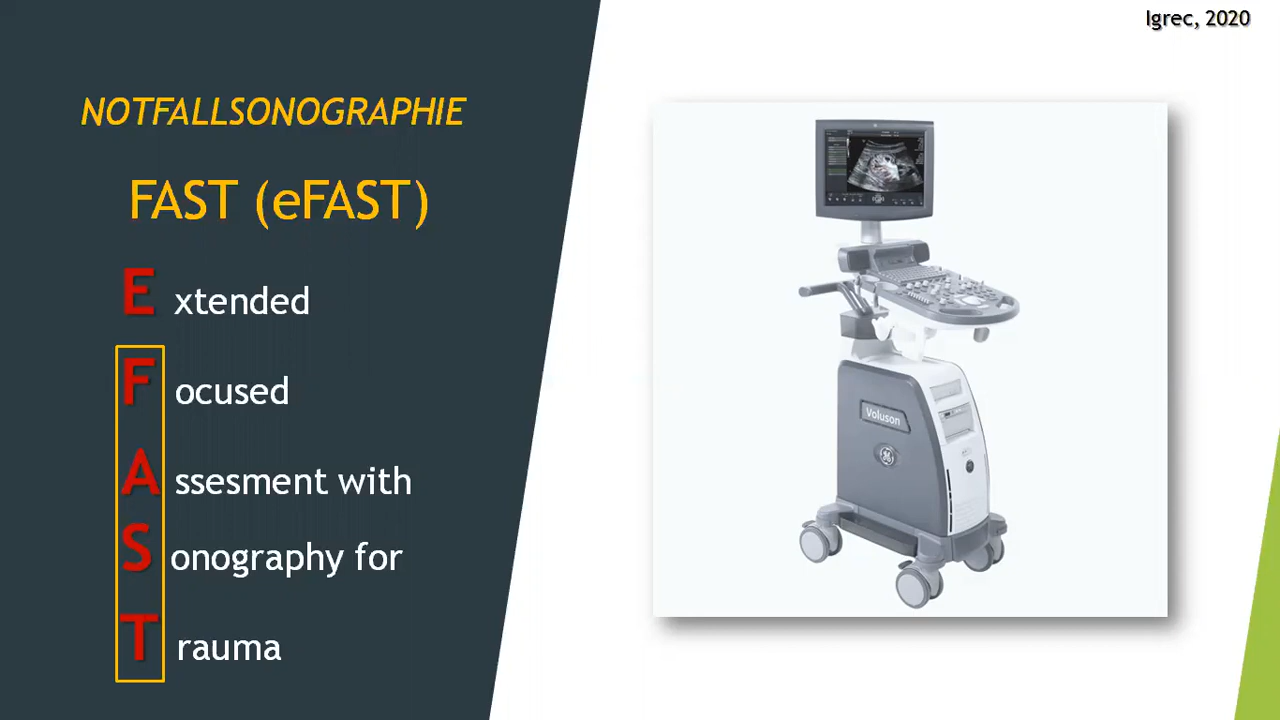 Igrec, 2020
NOTFALLSONOGRAPHIE
FAST (eFAST)
E xtended
F ocused
A ssesment with
S onography for
T rauma
Voluson